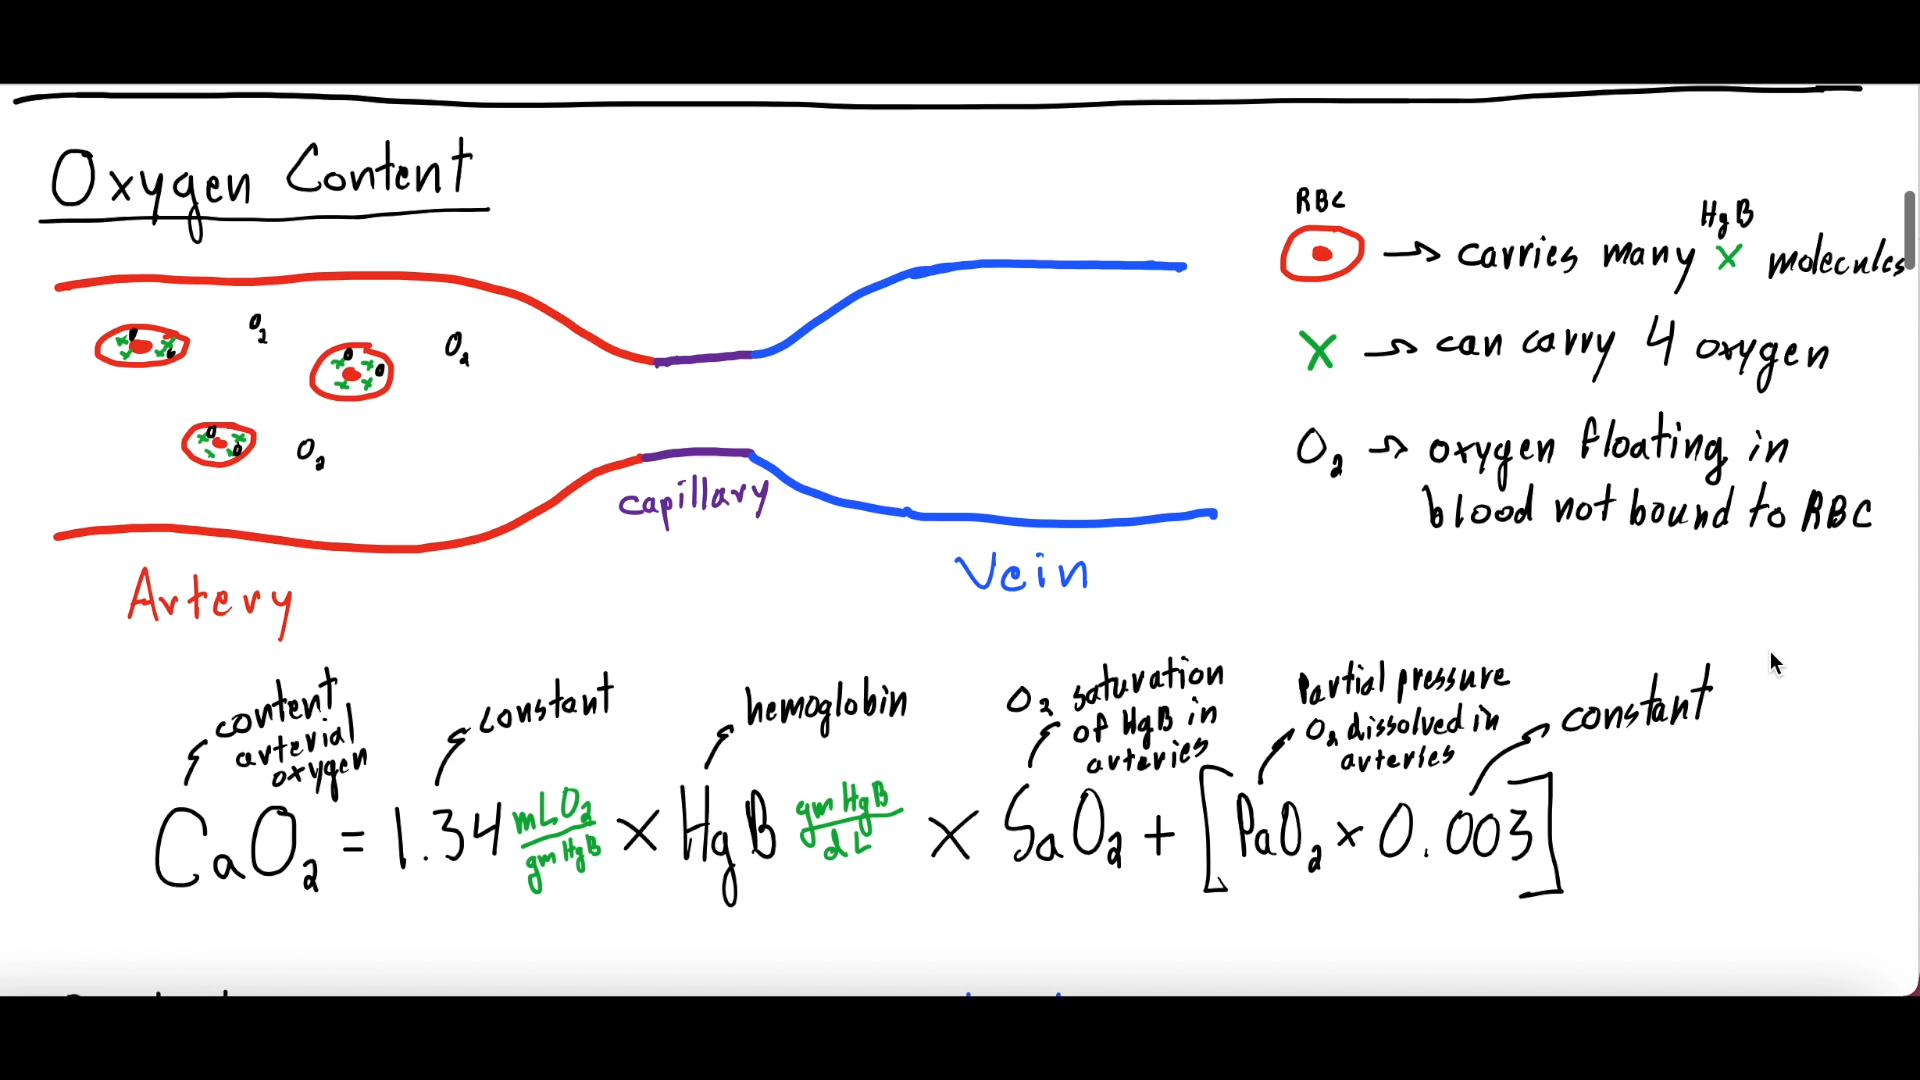 Oxygen Content
RBC
HgB
→ carries many x molecules
x → can carry 4 oxygen
O2 → oxygen floating in
blood not bound to RBC
O2
O2
O2
capillary
Artery
Vein
content
arterial
oxygen
constant
hemoglobin
O2 saturation
of HgB in
arteries
Partial pressure
O2 dissolved in
arteries
constant
CaO2 = 1.34 mLO2/gm HgB x HgB gm HgB/dL x SaO2 + [PaO2 x 0.003]